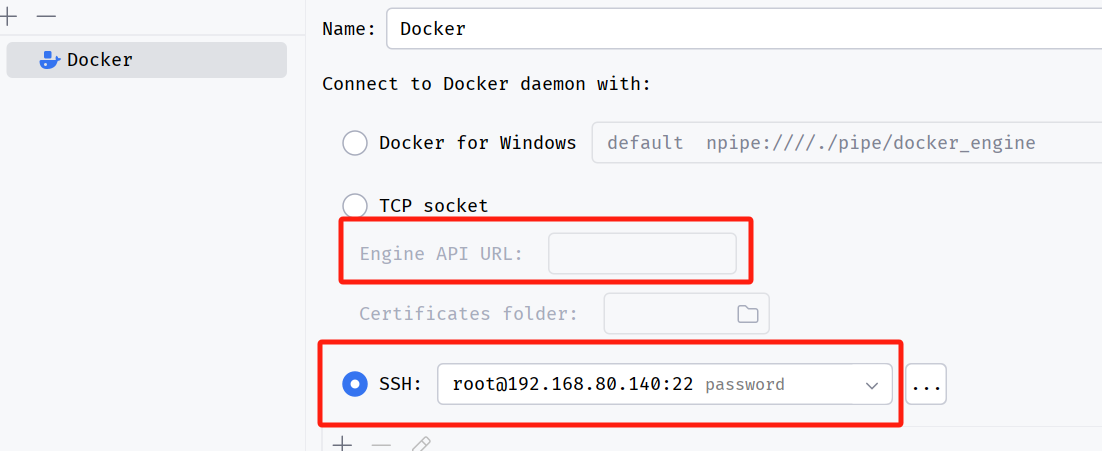 Name: Docker
Docker
Connect to Docker daemon with:
Docker for Windows default npipe:////./pipe/docker_engine
TCP socket
Engine API URL:
Certificates folder:
SSH: root@192.168.80.140:22 password ...